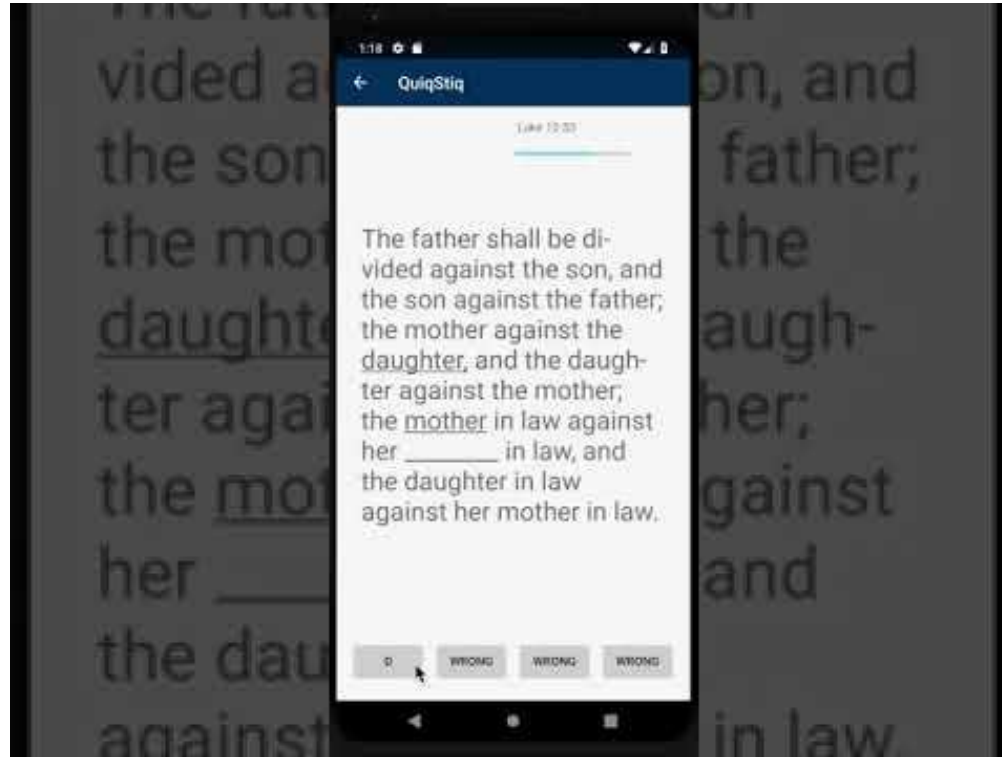 1:18
QuiqStiq
The father shall be di-
vided against the son, and
the son against the father;
the mother against the
daughter, and the daugh-
ter against the mother;
the mother in law against
her ________ in law, and
the daughter in law
against her mother in law.
D WRONG WRONG WRONG